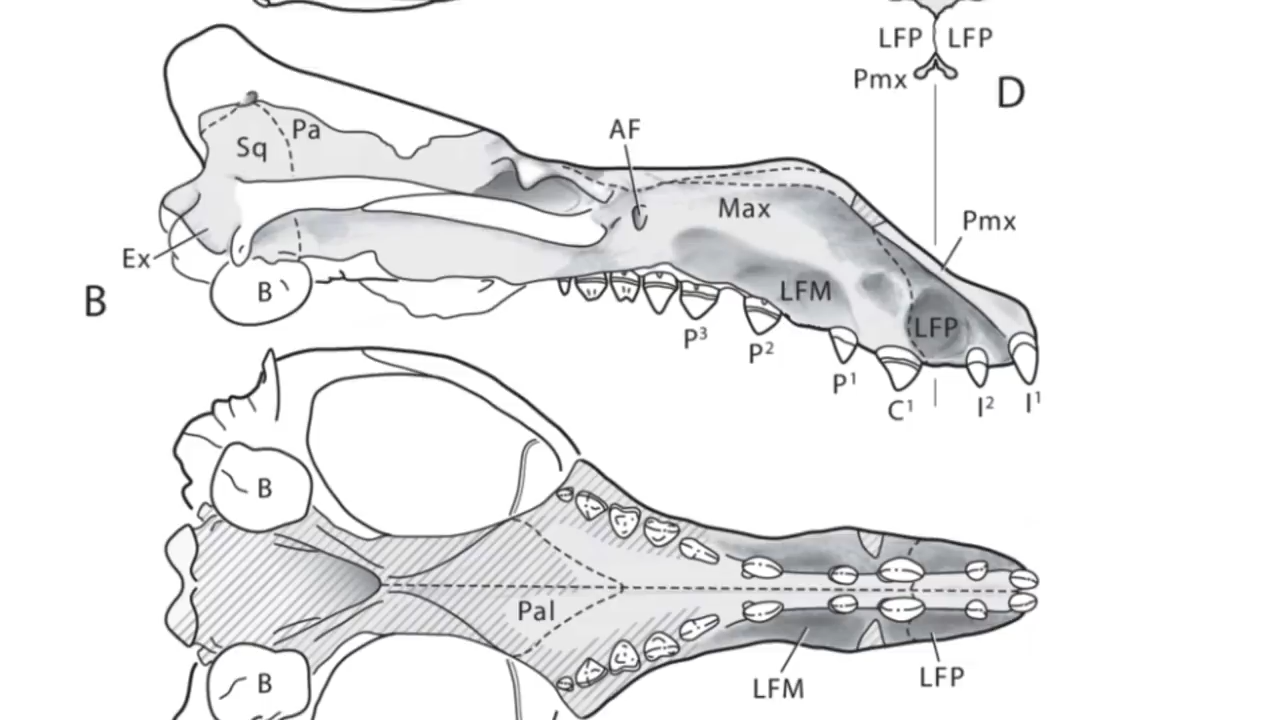 LFP LFP
Pmx
D
AF
Pa
Sq
Max
Pmx
Ex
B
B
LFM
LFP
P³
P²
P¹
C¹
I²
I¹
B
Pal
B
LFM
LFP